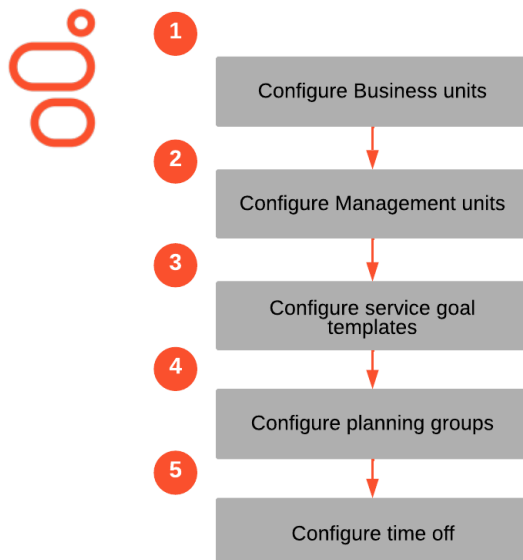 1
Configure Business units
2
Configure Management units
3
Configure service goal
templates
4
Configure planning groups
5
Configure time off